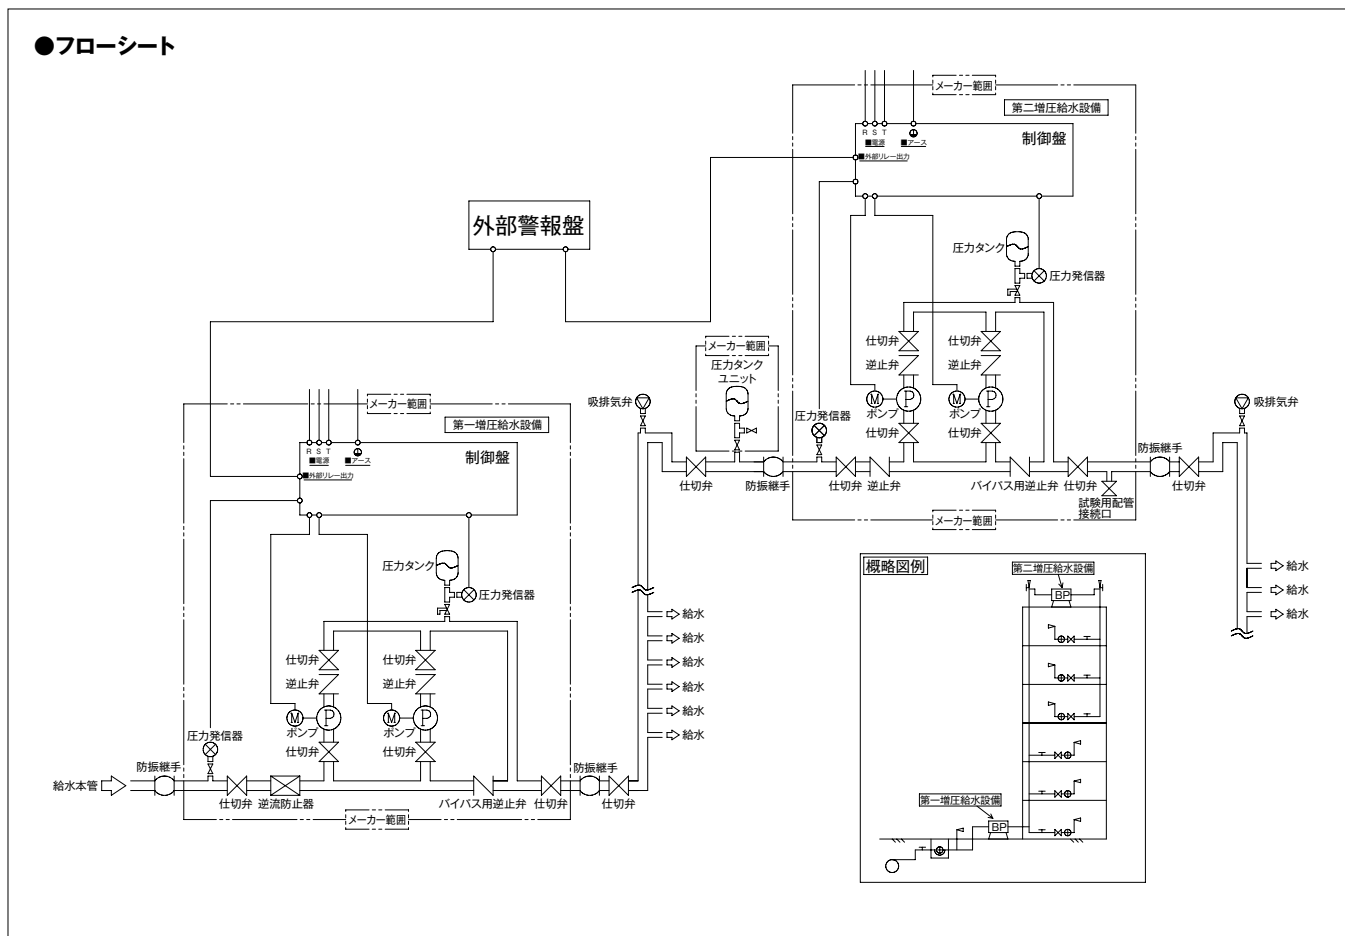 ●フローシート
メーカー範囲
第二増圧給水設備
R S T
■電源
■アース
制御盤
■外部リレー出力
外部警報盤
圧力タンク
圧力発信器
仕切弁
仕切弁
逆止弁
逆止弁
M
P
M
P
ポンプ
ポンプ
仕切弁
仕切弁
メーカー範囲
圧力タンク
ユニット
圧力発信器
吸排気弁
吸排気弁
防振継手
仕切弁
防振継手
仕切弁
逆止弁
バイパス用逆止弁
仕切弁
仕切弁
試験用配管
接続口
メーカー範囲
メーカー範囲
第一増圧給水設備
R S T
■電源
■アース
制御盤
■外部リレー出力
圧力タンク
圧力発信器
仕切弁
仕切弁
逆止弁
逆止弁
M
P
M
P
ポンプ
ポンプ
仕切弁
仕切弁
圧力発信器
防振継手
給水本管
仕切弁
逆流防止器
バイパス用逆止弁
仕切弁
防振継手
仕切弁
メーカー範囲
給水
給水
給水
給水
給水
給水
給水
給水
給水
概略図例
第二増圧給水設備
BP
第一増圧給水設備
BP